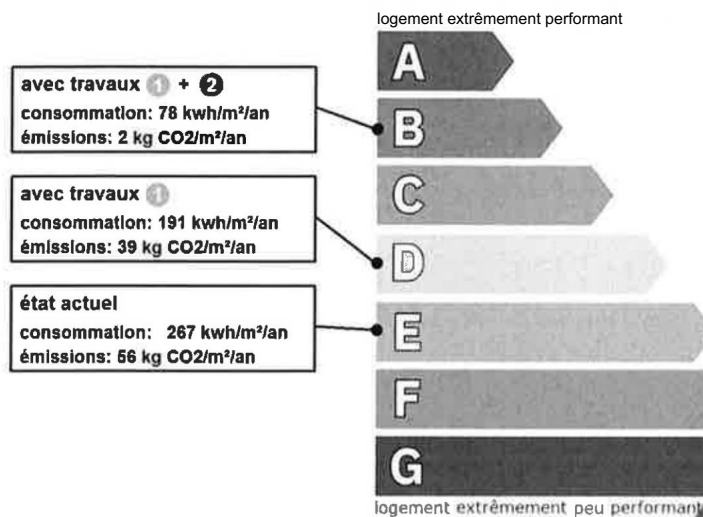 logement extrêmement performant
A
avec travaux 1 + 2
consommation: 78 kwh/m²/an
émissions: 2 kg CO2/m²/an
B
C
avec travaux 1
consommation: 191 kwh/m²/an
émissions: 39 kg CO2/m²/an
D
état actuel
consommation: 267 kwh/m²/an
émissions: 56 kg CO2/m²/an
E
F
G
logement extrêmement peu performant